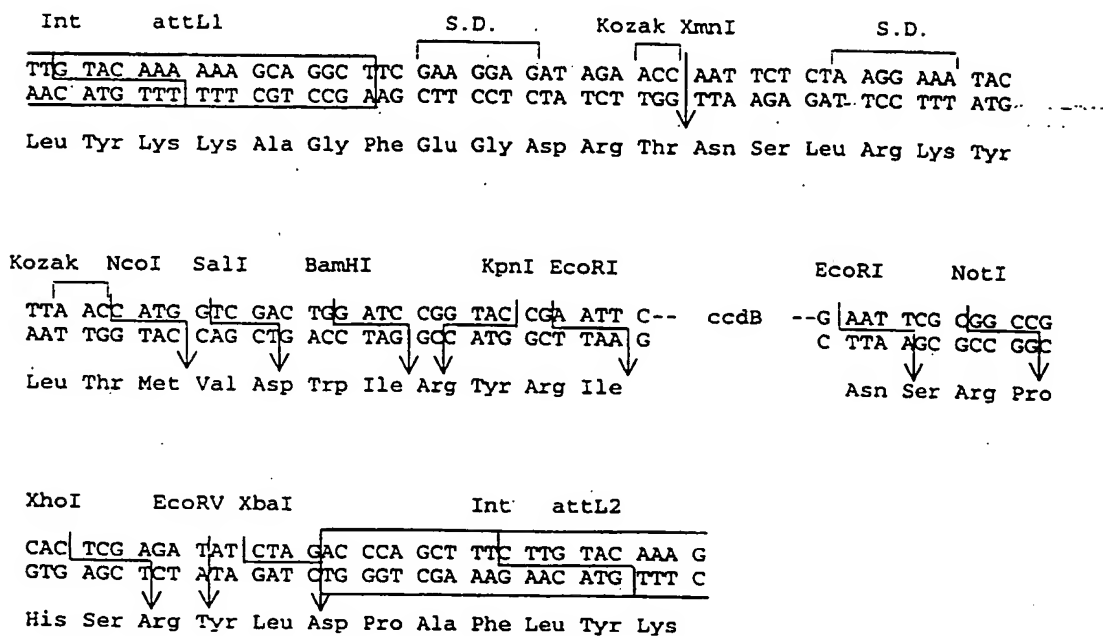 Int attL1 S.D. Kozak XmnI S.D.
TTG TAC AAA AAA GCA GGC TTC GAA GGA GAT AGA ACC AAT TCT CTA AGG AAA TAC
AAC ATG TTT TTT CGT CCG AAG CTT CCT CTA TCT TGG TTA AGA GAT TCC TTT ATG
Leu Tyr Lys Lys Ala Gly Phe Glu Gly Asp Arg Thr Asn Ser Leu Arg Lys Tyr
Kozak NcoI SalI BamHI KpnI EcoRI EcoRI NotI
TTA ACC ATG GTC GAC TGG ATC CGG TAC CGA ATT C-- ccdB --G AAT TCG CGG CCG
AAT TGG TAC CAG CTG ACC TAG GCC ATG GCT TAA G C TTA AGC GCC GGC
Leu Thr Met Val Asp Trp Ile Arg Tyr Arg Ile Asn Ser Arg Pro
XhoI EcoRV XbaI Int attL2
CAC TCG AGA TAT CTA GAC CCA GCT TTC TTG TAC AAA G
GTG AGC TCT ATA GAT CTG GGT CGA AAG AAC ATG TTT C
His Ser Arg Tyr Leu Asp Pro Ala Phe Leu Tyr Lys